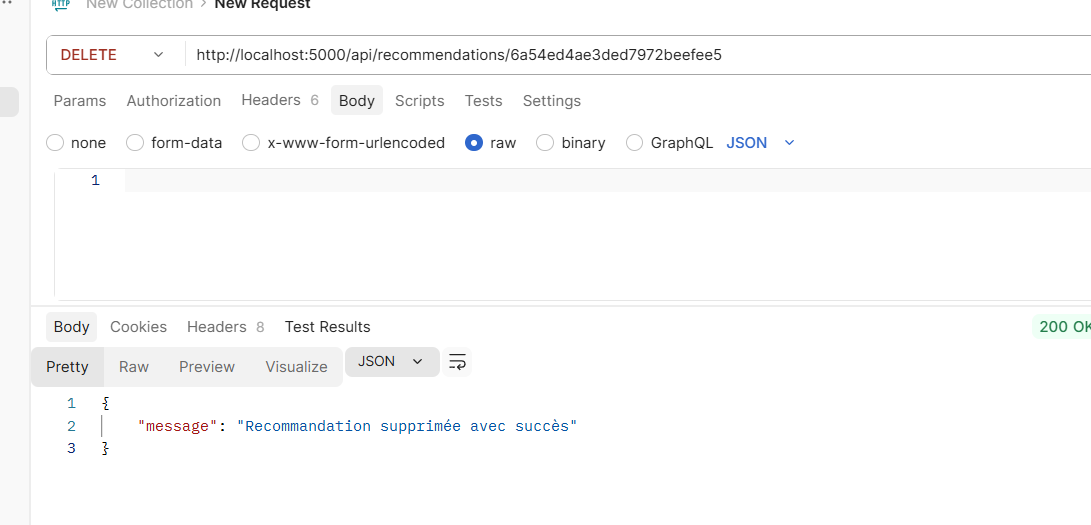 HTTP New Collection > New Request
DELETE http://localhost:5000/api/recommendations/6a54ed4ae3ded7972beefee5
Params Authorization Headers 6 Body Scripts Tests Settings
none form-data x-www-form-urlencoded raw binary GraphQL JSON
1
Body Cookies Headers 8 Test Results 200 OK
Pretty Raw Preview Visualize JSON
1 {
2 "message": "Recommandation supprimée avec succès"
3 }